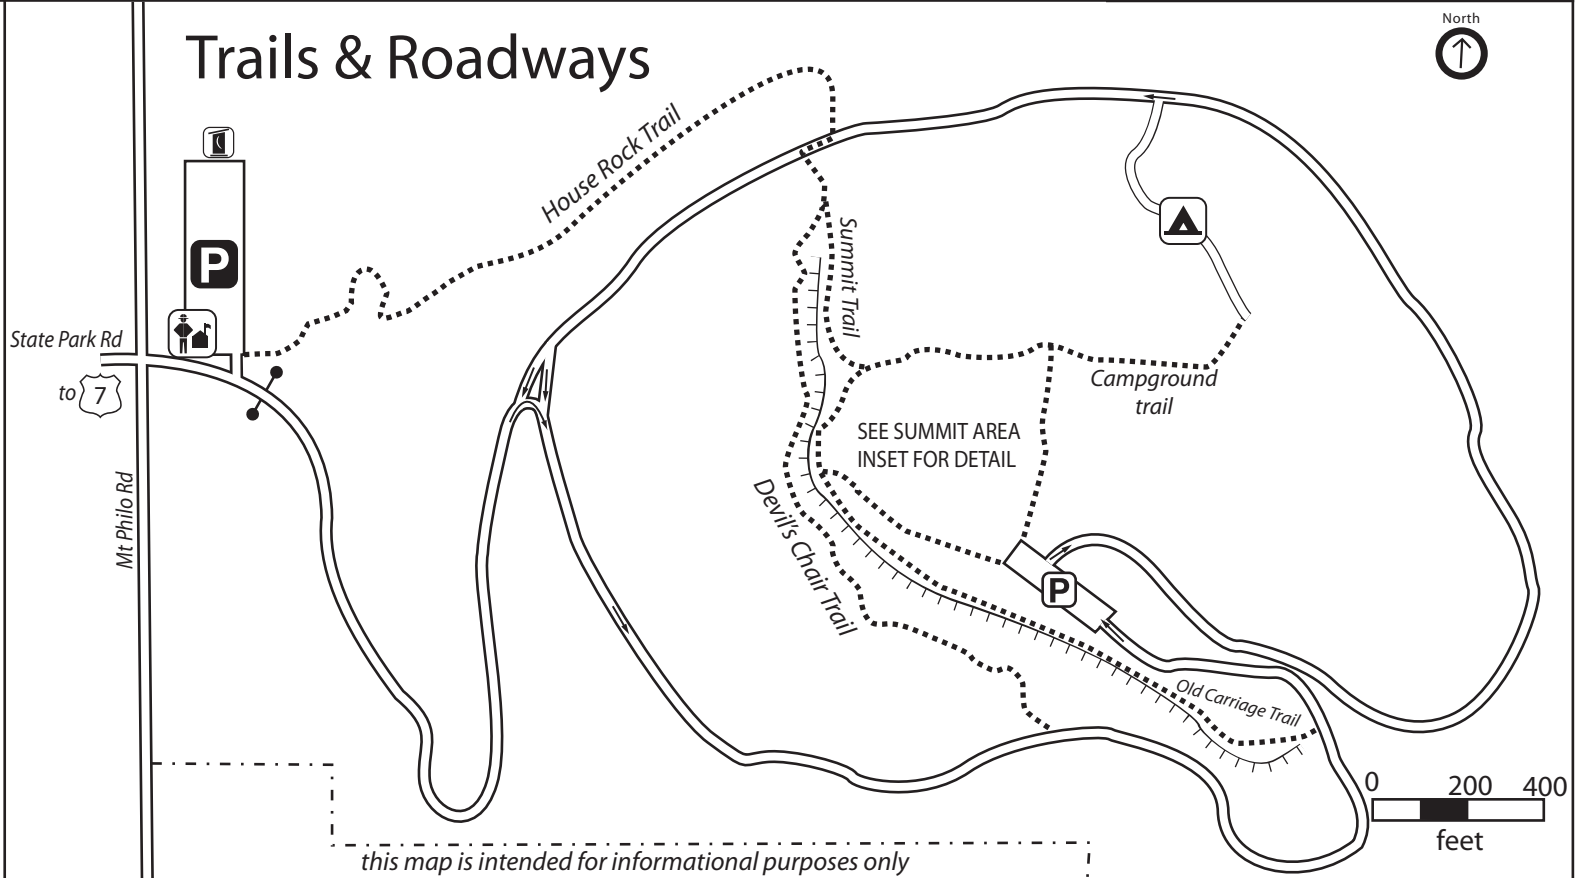 North
Trails & Roadways
House Rock Trail
P
Summit Trail
State Park Rd
to 7
Campground
trail
SEE SUMMIT AREA
INSET FOR DETAIL
Mt Philo Rd
Devil's Chair Trail
P
Old Carriage Trail
0 200 400
feet
this map is intended for informational purposes only